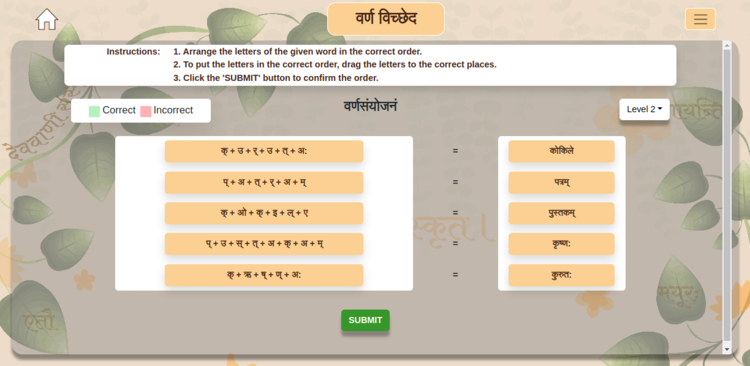 वर्ण विच्छेद
Instructions: 1. Arrange the letters of the given word in the correct order.
2. To put the letters in the correct order, drag the letters to the correct places.
3. Click the 'SUBMIT' button to confirm the order.
Correct Incorrect
वर्णसंयोजनं
Level 2
क् + उ + र् + उ + त् + अ: = कोकिले
प् + अ + त् + र् + अ + म् = पत्रम्
क् + ओ + क् + इ + ल् + ए = पुस्तकम्
प् + उ + स् + त् + अ + क् + अ + म् = कृष्ण:
क् + ऋ + ष् + ण् + अ: = कुरुत:
SUBMIT